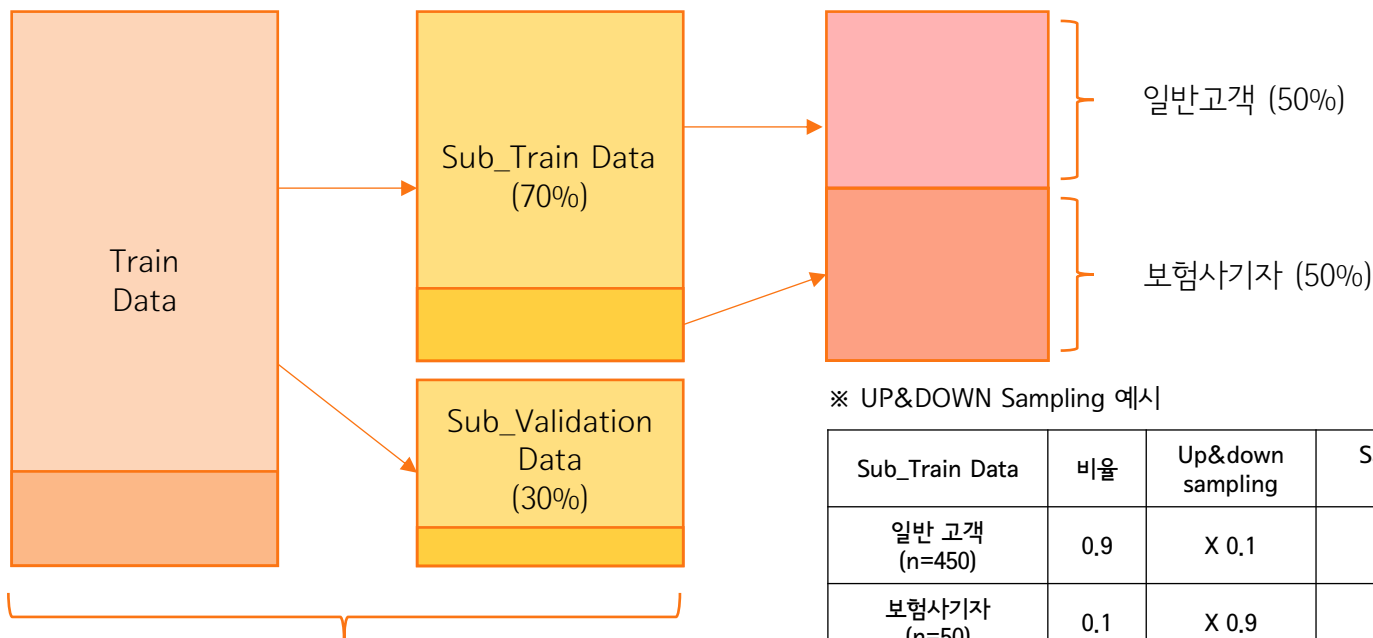 Train
Data
Sub_Train Data
(70%)
Sub_Validation
Data
(30%)
일반고객 (50%)
보험사기자 (50%)
※ UP&DOWN Sampling 예시
Sub_Train Data 비율 Up&down
sampling
일반 고객
(n=450) 0.9 X 0.1
보험사기자
(n=50) 0.1 X 0.9